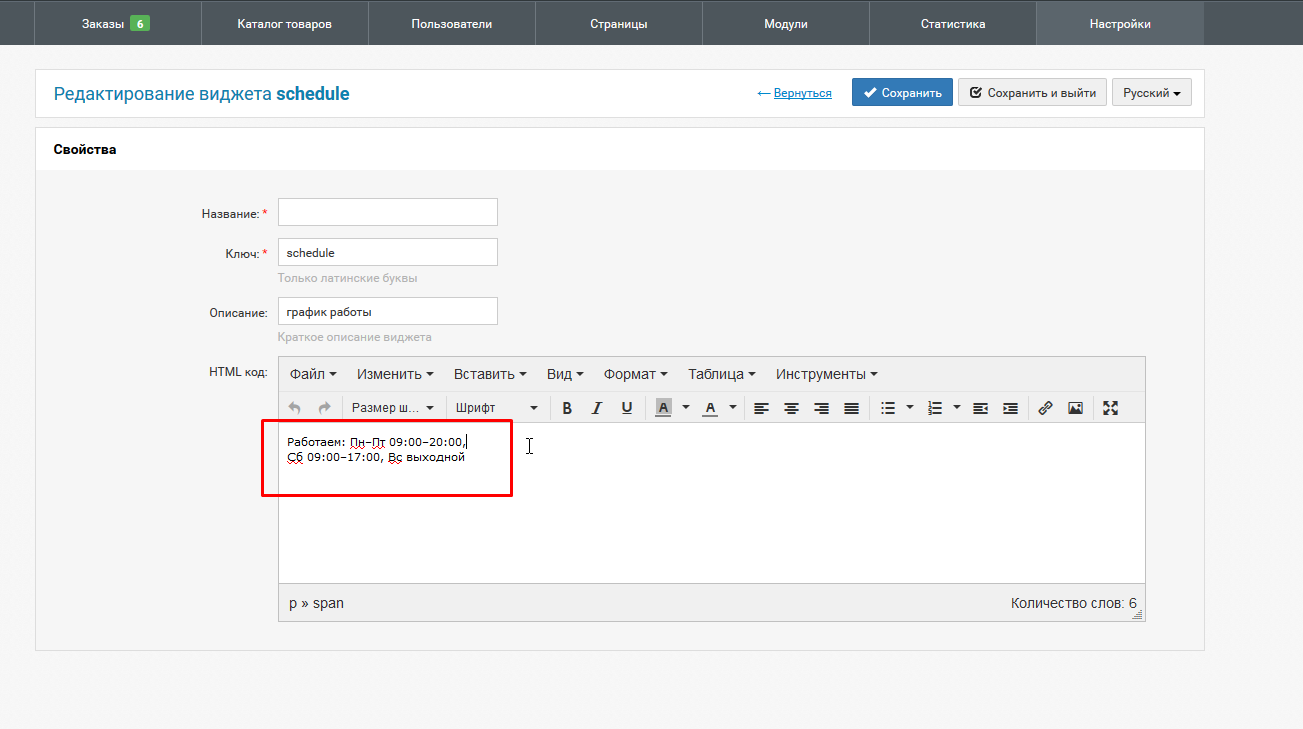 Заказы 6 Каталог товаров Пользователи Страницы Модули Статистика Настройки
Редактирование виджета schedule ← Вернуться Сохранить Сохранить и выйти Русский
Свойства
Название: *
Ключ: * schedule
Только латинские буквы
Описание: график работы
Краткое описание виджета
HTML код: Файл Изменить Вставить Вид Формат Таблица Инструменты
Размер ш... Шрифт B I U A A
Работаем: Пн–Пт 09:00–20:00,
Сб 09:00–17:00, Вс выходной
p » span Количество слов: 6